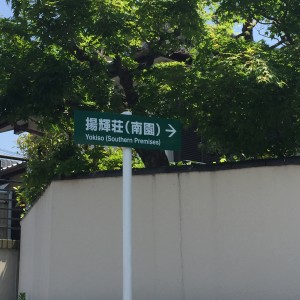 揚輝荘(南園)→
Yokiso (Southern Premises)